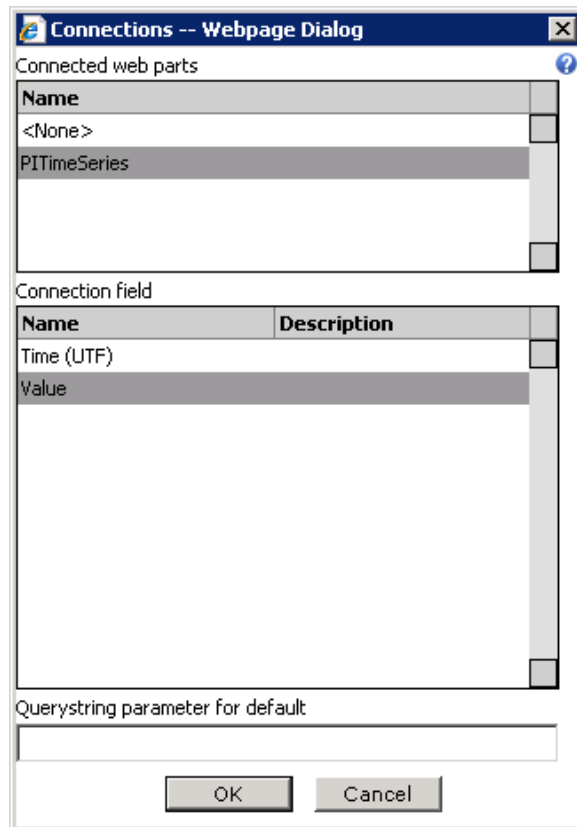 Connections -- Webpage Dialog
Connected web parts
Name
<None>
PITimeSeries
Connection field
Name Description
Time (UTF)
Value
Querystring parameter for default
OK Cancel